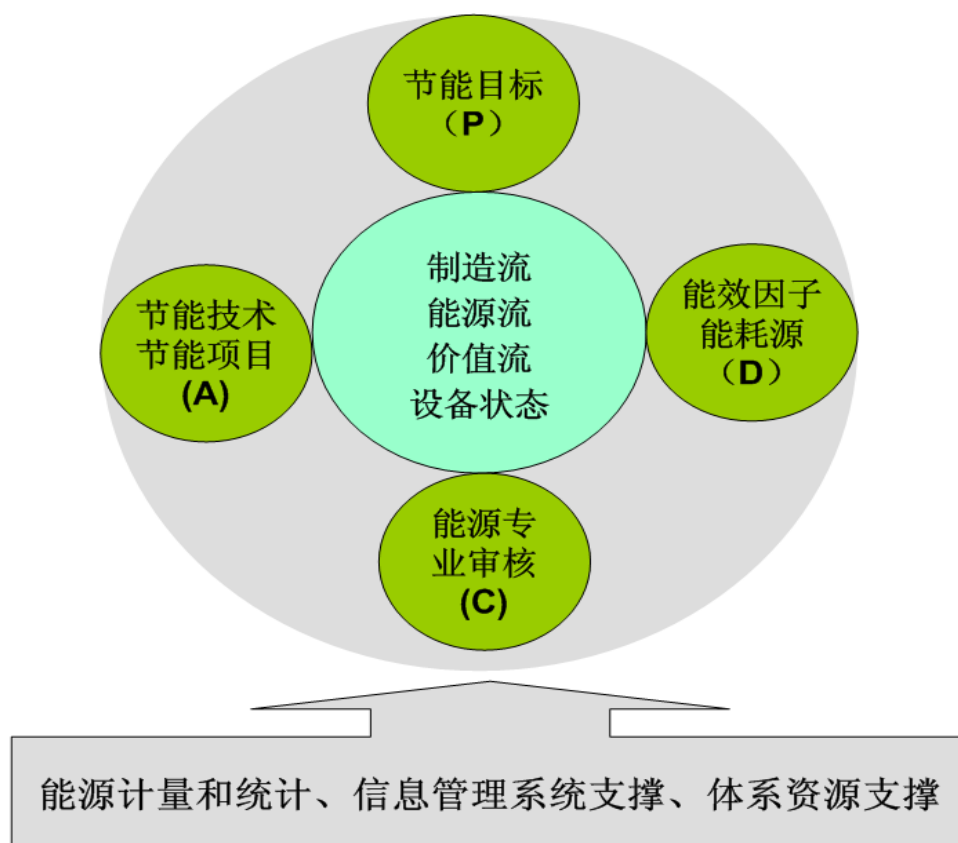 节能目标
（P）
制造流
能源流
价值流
设备状态
节能技术
节能项目
(A)
能效因子
能耗源
（D）
能源专
业审核
(C)
能源计量和统计、信息管理系统支撑、体系资源支撑